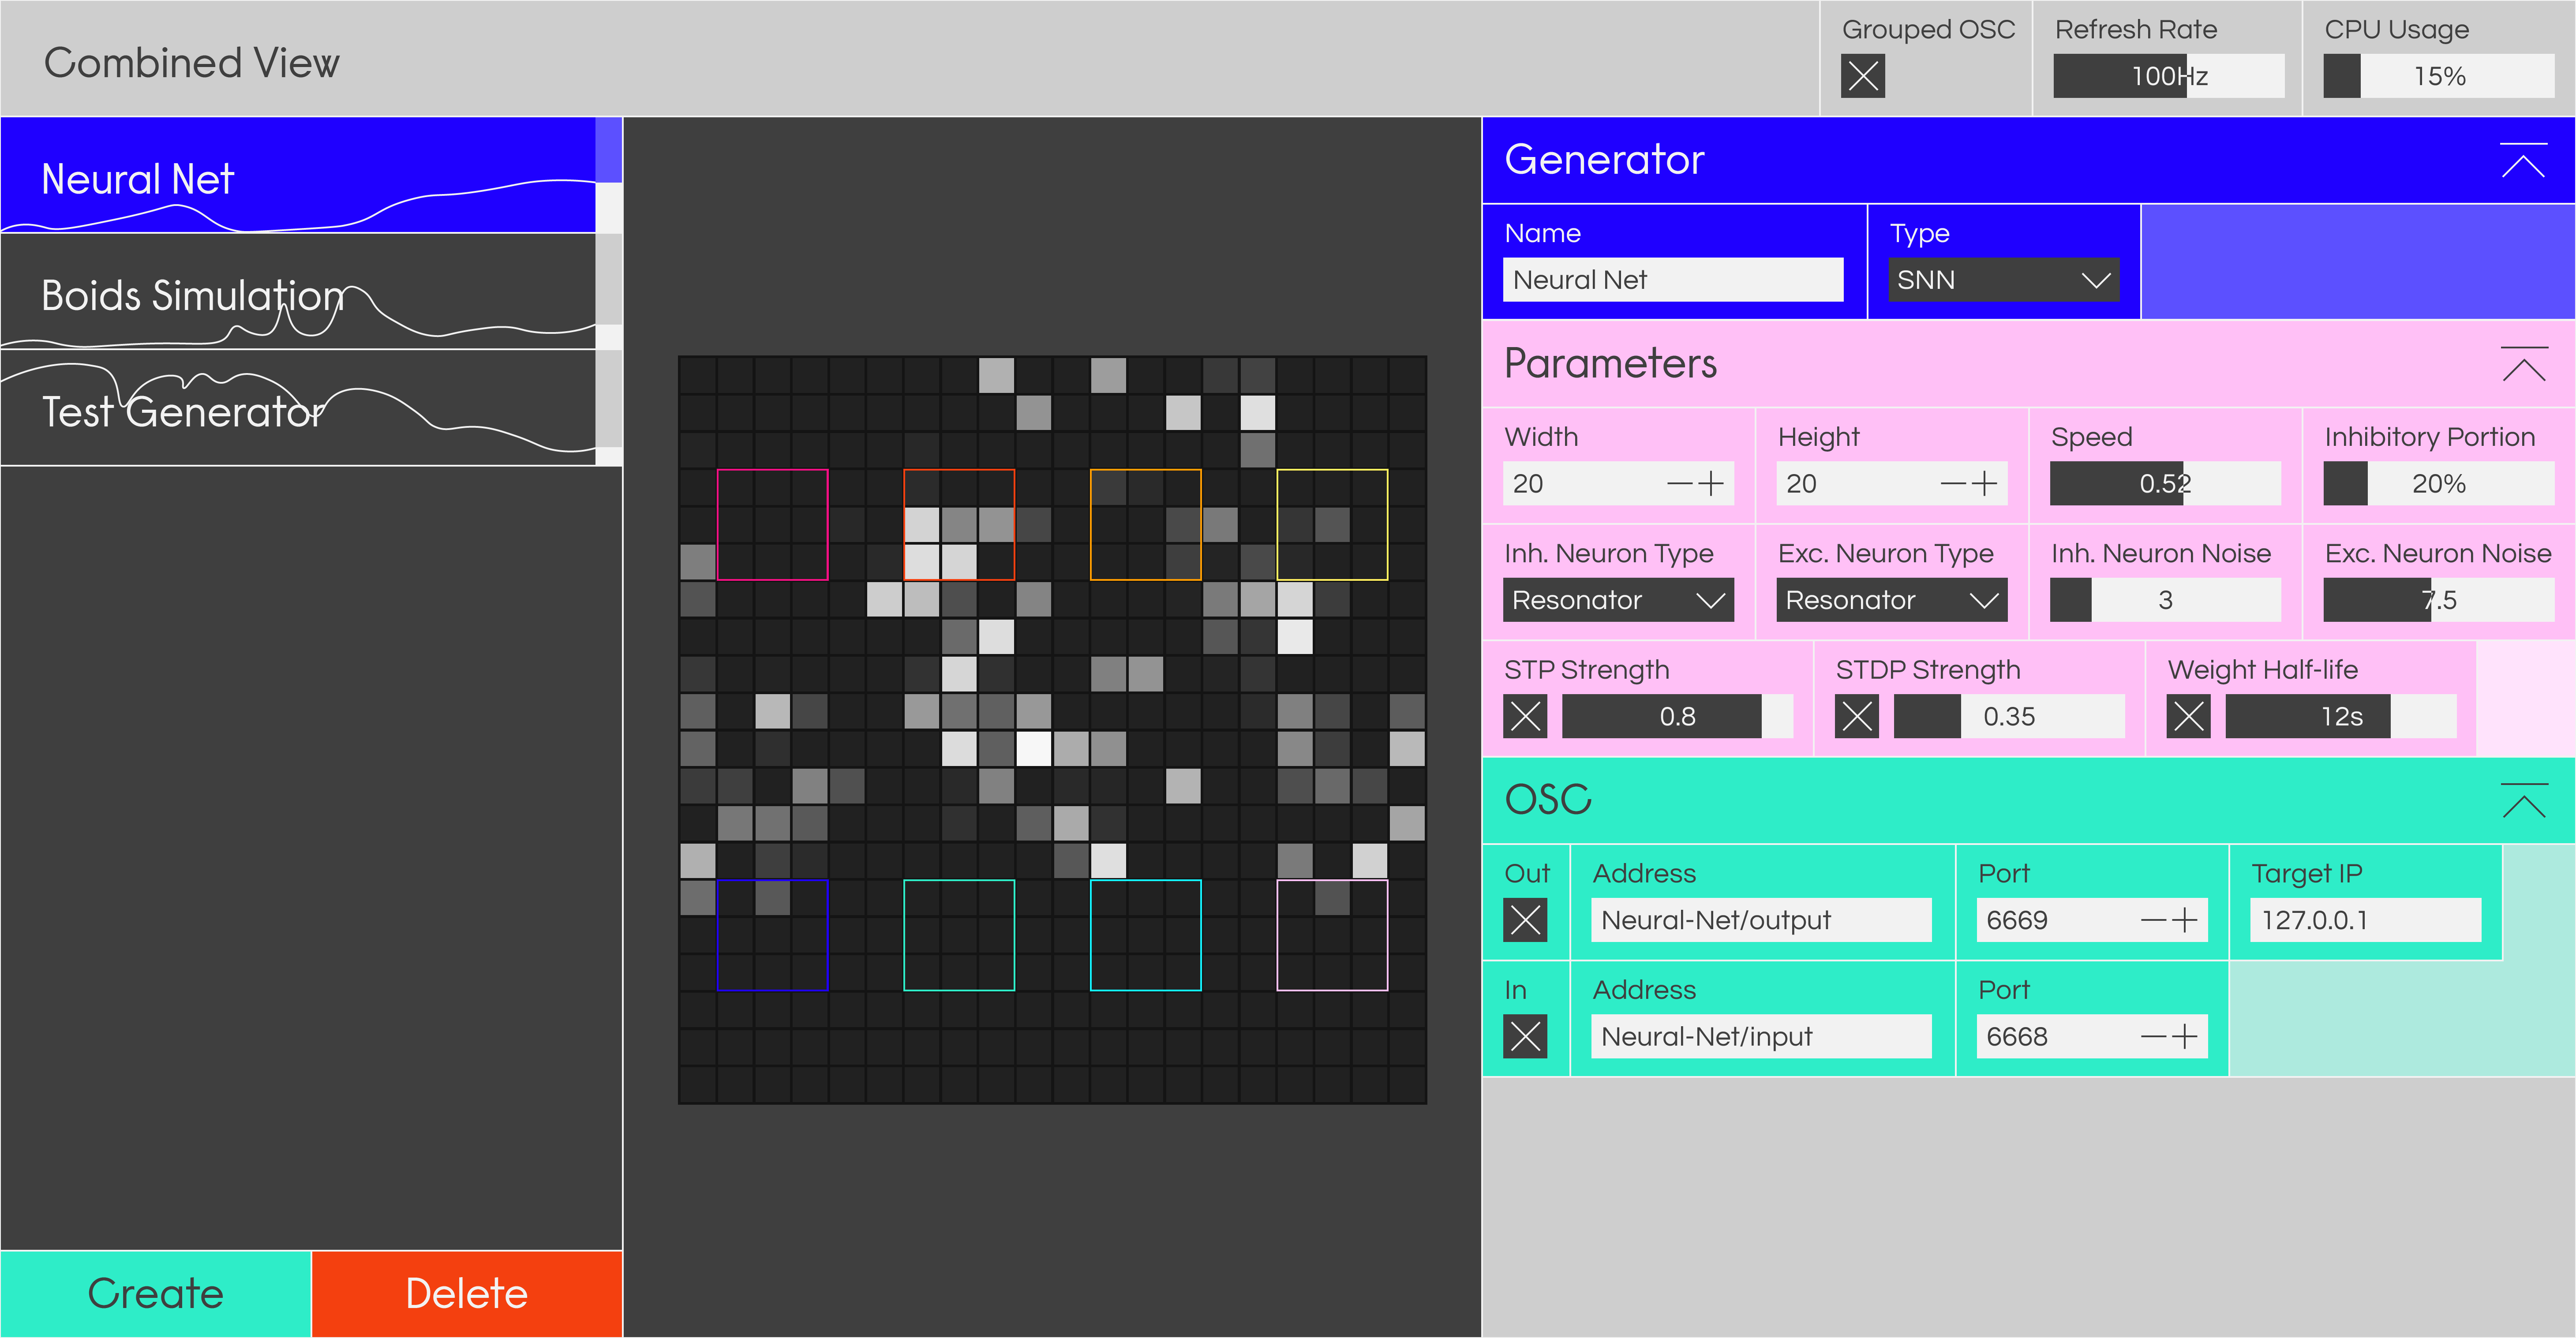 Combined View
Grouped OSC
Refresh Rate
100Hz
CPU Usage
15%
Neural Net
Boids Simulation
Test Generator
Create
Delete
Generator
Name
Neural Net
Type
SNN
Parameters
Width
20
Height
20
Speed
0.52
Inhibitory Portion
20%
Inh. Neuron Type
Resonator
Exc. Neuron Type
Resonator
Inh. Neuron Noise
3
Exc. Neuron Noise
7.5
STP Strength
0.8
STDP Strength
0.35
Weight Half-life
12s
OSC
Out
Address
Neural-Net/output
Port
6669
Target IP
127.0.0.1
In
Address
Neural-Net/input
Port
6668